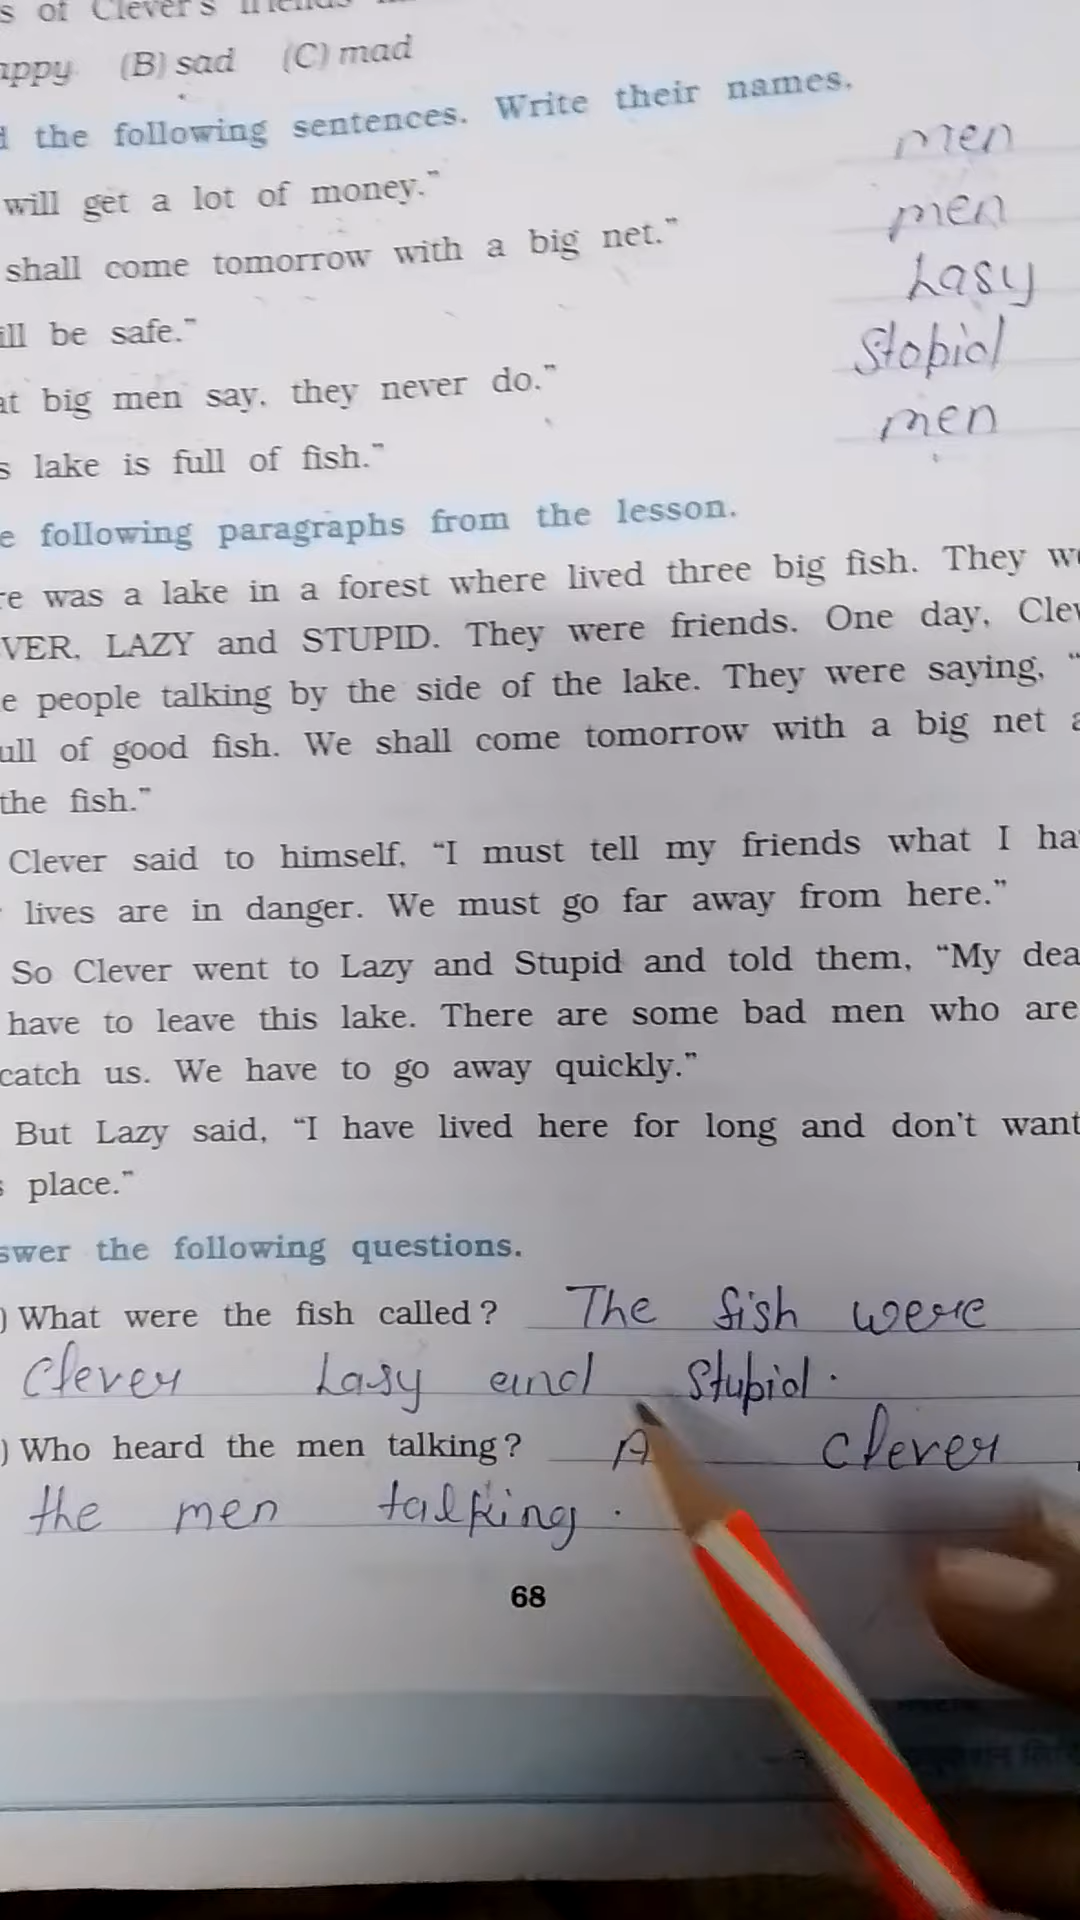 s of Clever's friends
appy (B) sad (C) mad
d the following sentences. Write their names.
will get a lot of money." men
shall come tomorrow with a big net." men
ill be safe." Lasy
at big men say, they never do." Stobid
s lake is full of fish." men
e following paragraphs from the lesson.
re was a lake in a forest where lived three big fish. They we
VER, LAZY and STUPID. They were friends. One day, Clev
e people talking by the side of the lake. They were saying, "
ull of good fish. We shall come tomorrow with a big net a
the fish."
Clever said to himself, "I must tell my friends what I ha
lives are in danger. We must go far away from here."
So Clever went to Lazy and Stupid and told them, "My dea
have to leave this lake. There are some bad men who are
catch us. We have to go away quickly."
But Lazy said, "I have lived here for long and don't want
s place."
swer the following questions.
) What were the fish called? The fish were
Clever Lasy and Stubid.
) Who heard the men talking? A clever
the men talking.
68